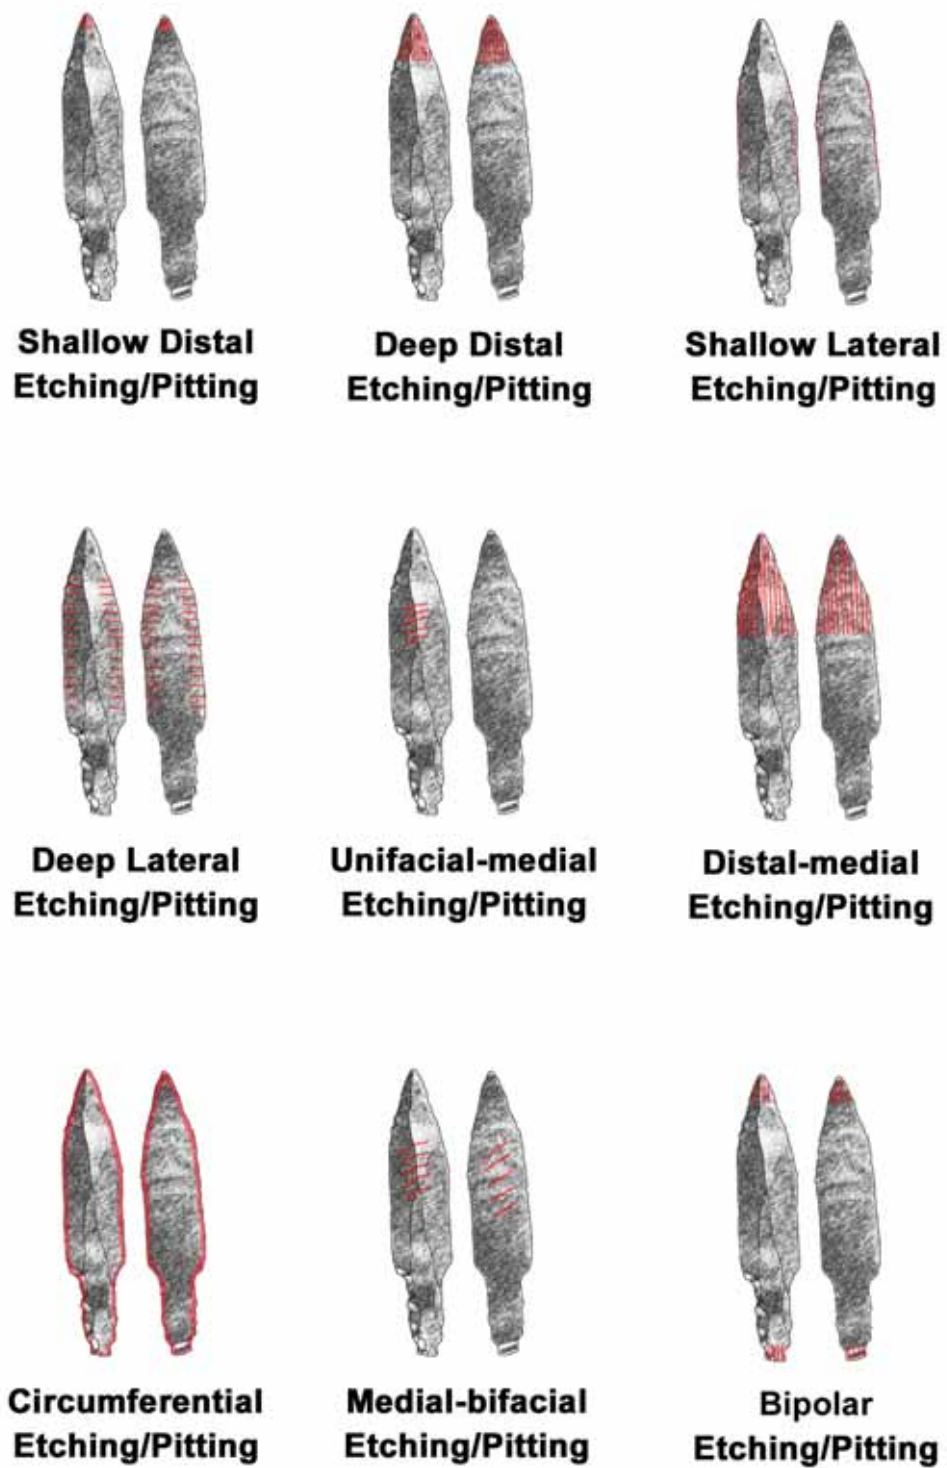 Shallow Distal
Etching/Pitting
Deep Distal
Etching/Pitting
Shallow Lateral
Etching/Pitting
Deep Lateral
Etching/Pitting
Unifacial-medial
Etching/Pitting
Distal-medial
Etching/Pitting
Circumferential
Etching/Pitting
Medial-bifacial
Etching/Pitting
Bipolar
Etching/Pitting